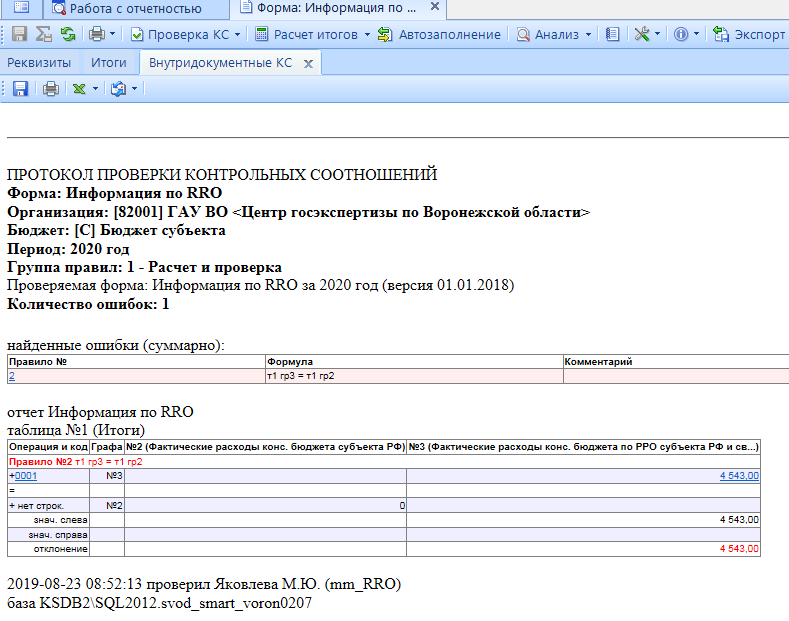 Работа с отчетностью
Форма: Информация по ...
Проверка КС
Расчет итогов
Автозаполнение
Анализ
Экспорт
Реквизиты
Итоги
Внутридокументные КС
ПРОТОКОЛ ПРОВЕРКИ КОНТРОЛЬНЫХ СООТНОШЕНИЙ
Форма: Информация по RRO
Организация: [82001] ГАУ ВО <Центр госэкспертизы по Воронежской области>
Бюджет: [C] Бюджет субъекта
Период: 2020 год
Группа правил: 1 - Расчет и проверка
Проверяемая форма: Информация по RRO за 2020 год (версия 01.01.2018)
Количество ошибок: 1
найденные ошибки (суммарно):
Правило № Формула Комментарий
2 т1 гр3 = т1 гр2
отчет Информация по RRO
таблица №1 (Итоги)
Операция и код Графа №2 (Фактические расходы конс. бюджета субъекта РФ) №3 (Фактические расходы конс. бюджета по РРО субъекта РФ и св...)
Правило №2 т1 гр3 = т1 гр2
+0001 №3 4 543,00
=
+ нет строк. №2 0
знач. слева 4 543,00
знач. справа
отклонение 4 543,00
2019-08-23 08:52:13 проверил Яковлева М.Ю. (mm_RRO)
база KSDB2\SQL2012.svod_smart_voron0207